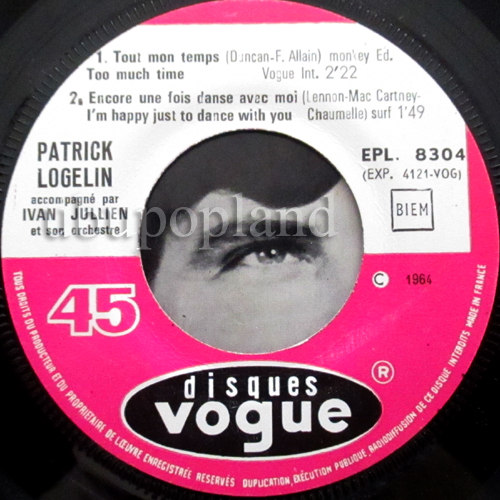 1. Tout mon temps (Duncan-F. Allain) monkey Ed.
Too much time Vogue Int. 2'22
2. Encore une fois danse avec moi (Lennon-Mac Cartney-
I'm happy just to dance with you Chaumelle) surf 1'49
PATRICK
LOGELIN
accompagné par
IVAN JULLIEN
et son orchestre
EPL. 8304
(EXP. 4121-VOG)
BIEM
ubupopland
45
© 1964
disques
vogue
®
TOUS DROITS DU PRODUCTEUR ET DU PROPRIETAIRE DE L'ŒUVRE ENREGISTRÉE RESERVÉS DUPLICATION, EXÉCUTION PUBLIQUE, RADIODIFFUSION DE CE DISQUE INTERDITS MADE IN FRANCE